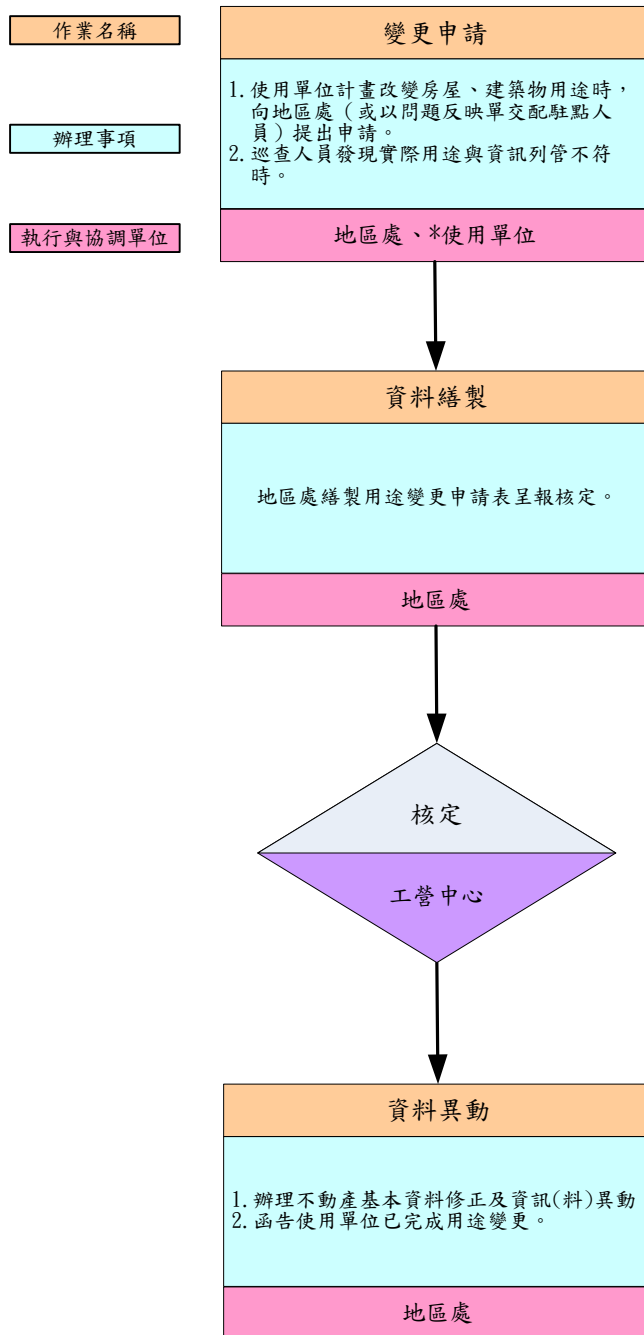 作業名稱
辦理事項
執行與協調單位
變更申請
1. 使用單位計畫改變房屋、建築物用途時，
向地區處（或以問題反映單交配駐點人
員）提出申請。
2. 巡查人員發現實際用途與資訊列管不符
時。
地區處、*使用單位
資料繕製
地區處繕製用途變更申請表呈報核定。
地區處
核定
工營中心
資料異動
1. 辦理不動產基本資料修正及資訊(料)異動
2. 函告使用單位已完成用途變更。
地區處